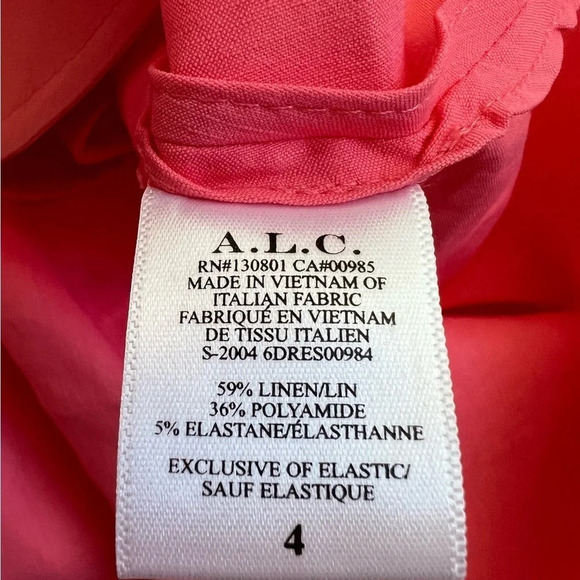 A.L.C.
RN#130801 CA#00985
MADE IN VIETNAM OF
ITALIAN FABRIC
FABRIQUÉ EN VIETNAM
DE TISSU ITALIEN
S-2004 6DRES00984
59% LINEN/LIN
36% POLYAMIDE
5% ELASTANE/ÉLASTHANNE
EXCLUSIVE OF ELASTIC/
SAUF ELASTIQUE
4